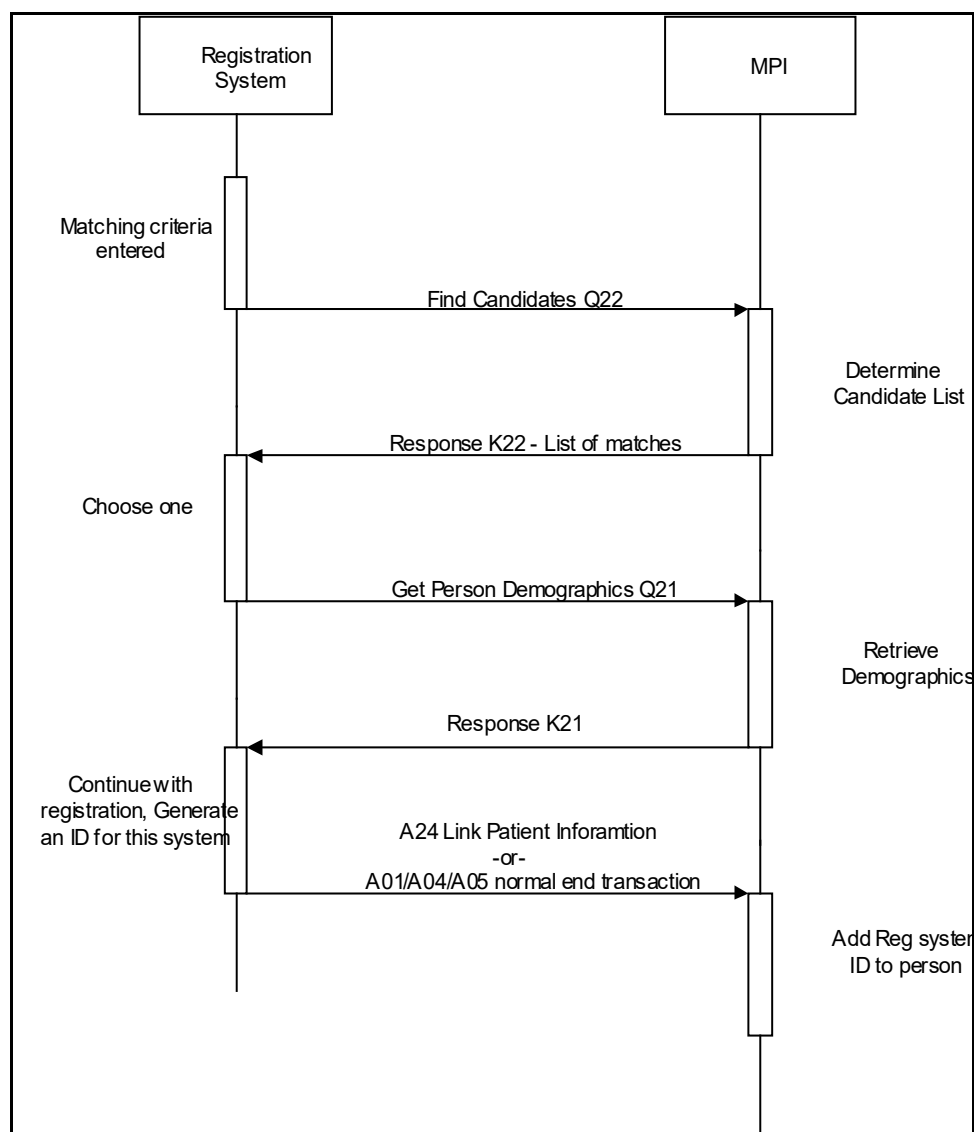 Registration
System
MPI
Matching criteria
entered
Find Candidates Q22
Determine
Candidate List
Response K22 - List of matches
Choose one
Get Person Demographics Q21
Retrieve
Demographics
Response K21
Continue with
registration, Generate
an ID for this system
A24 Link Patient Inforamtion
-or-
A01/A04/A05 normal end transaction
Add Reg system
ID to person